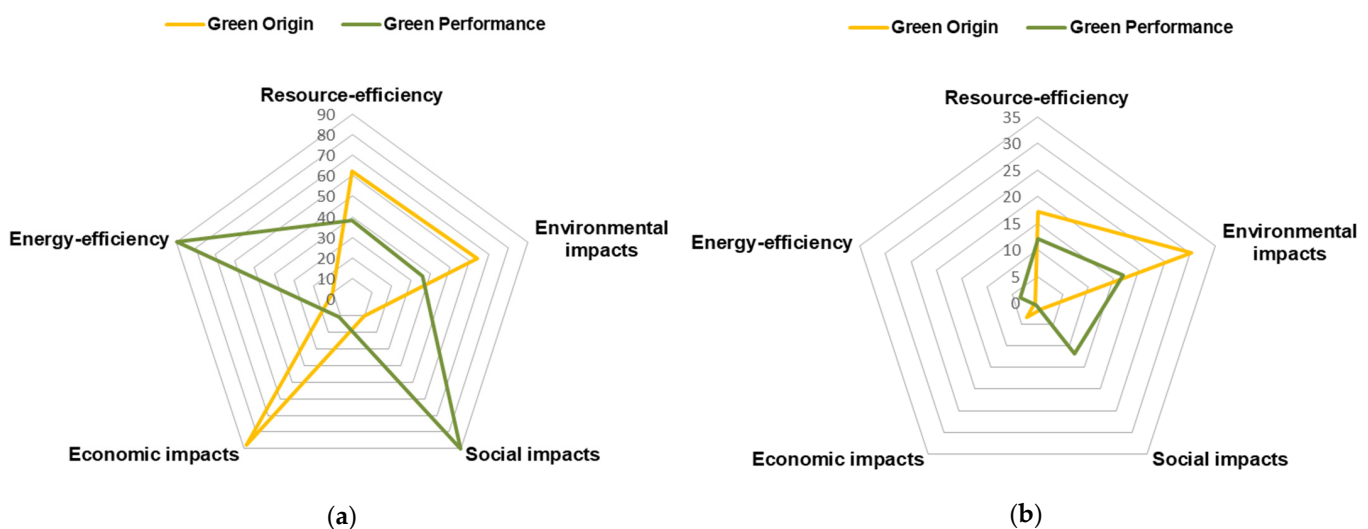 Green Origin Green Performance
Resource-efficiency
90
80
70
60
50
40
30
20
10
0
Environmental
impacts
Social impacts
Economic impacts
Energy-efficiency
(a)
Green Origin Green Performance
Resource-efficiency
35
30
25
20
15
10
5
0
Environmental
impacts
Social impacts
Economic impacts
Energy-efficiency
(b)